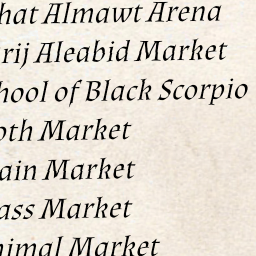 hat Almawt Arena
rij Aleabid Market
hool of Black Scorpio
oth Market
ain Market
ass Market
nimal Market